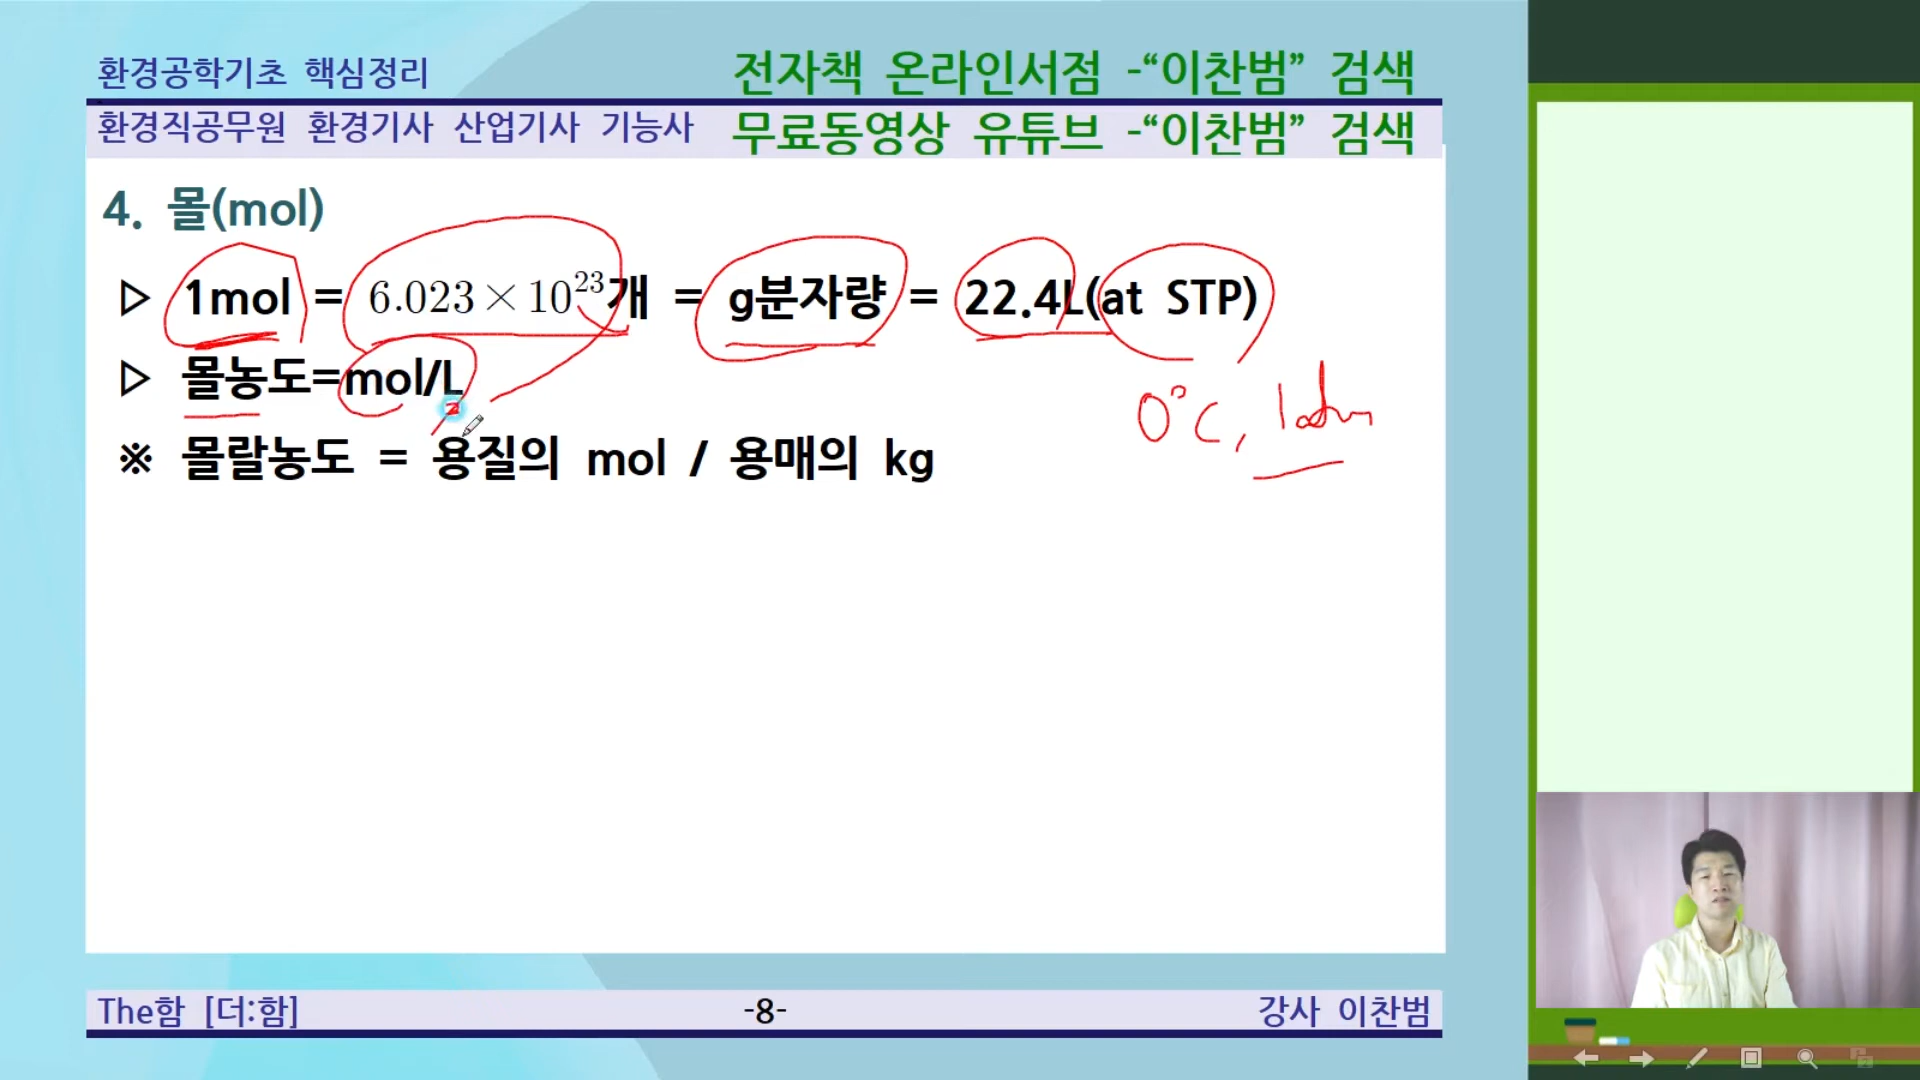 환경공학기초 핵심정리
전자책 온라인서점 -“이찬범” 검색
환경직공무원 환경기사 산업기사 기능사
무료동영상 유튜브 -“이찬범” 검색
4. 몰(mol)
▷ 1mol = 6.023×10²³개 = g분자량 = 22.4L(at STP)
▷ 몰농도=mol/L
0°C, 1atm
※ 몰랄농도 = 용질의 mol / 용매의 kg
The함 [더:함]
-8-
강사 이찬범